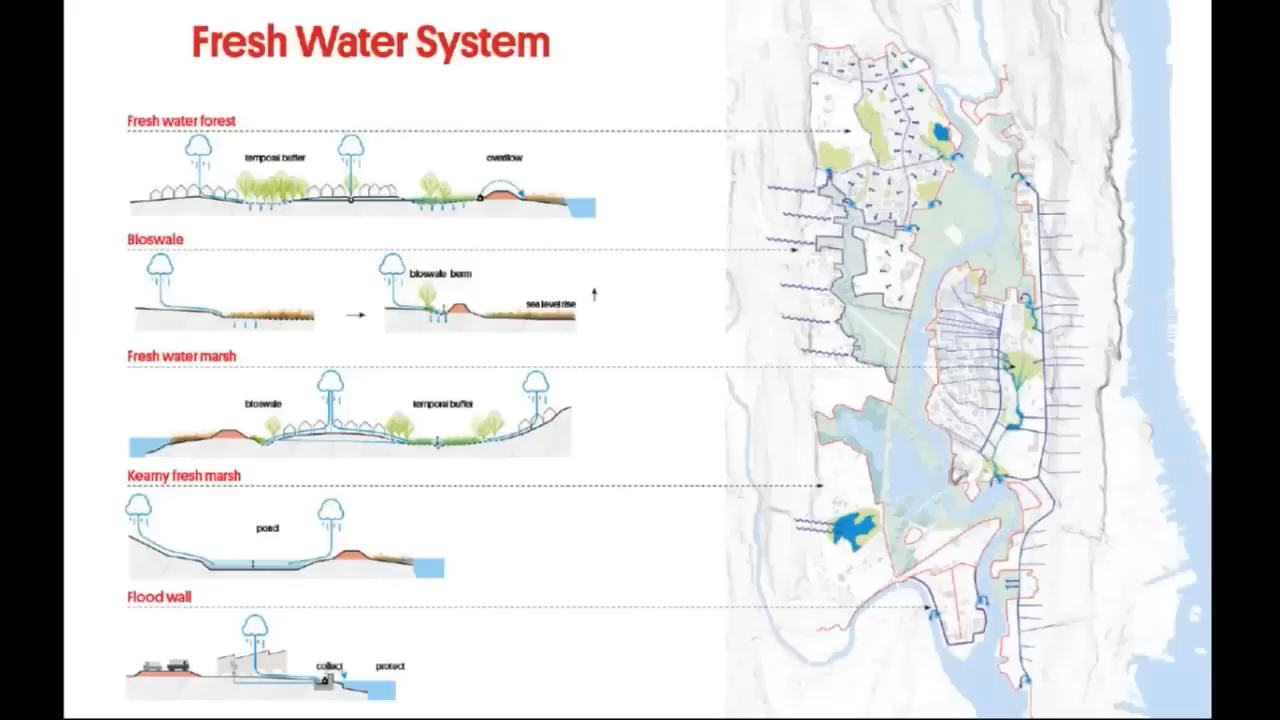 Fresh Water System
Fresh water forest
temporal buffer
overflow
Bioswale
bioswale berm
sea level rise
Fresh water marsh
bioswale
temporal buffer
Kearny fresh marsh
pond
Flood wall
collect
protect